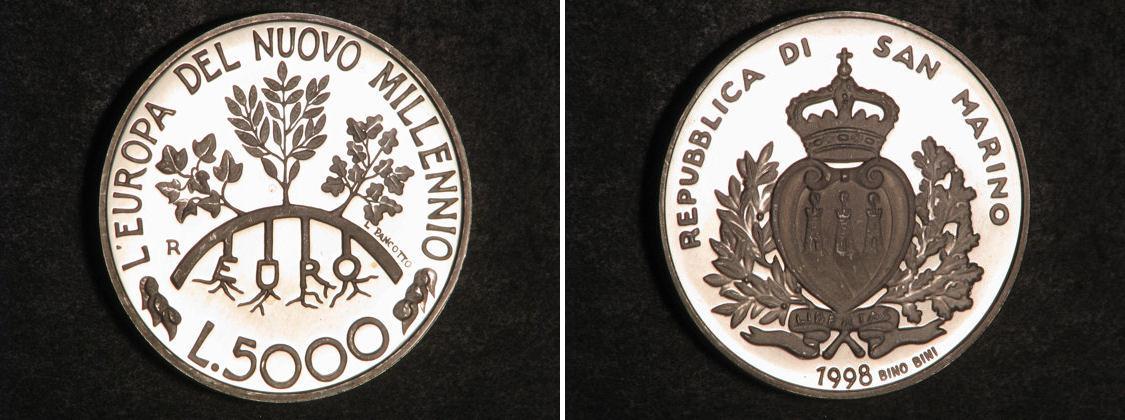 L'EUROPA DEL NUOVO MILLENNIO
R
L. PANCOTTO
EURO
L.5000
REPUBBLICA DI SAN MARINO
LIBERTAS
1998 BINO BINI